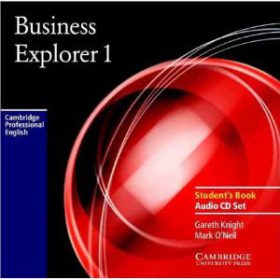 Business
Explorer 1
Cambridge
Professional
English
Student's Book
Audio CD Set
Gareth Knight
Mark O'Neil
CAMBRIDGE
UNIVERSITY PRESS